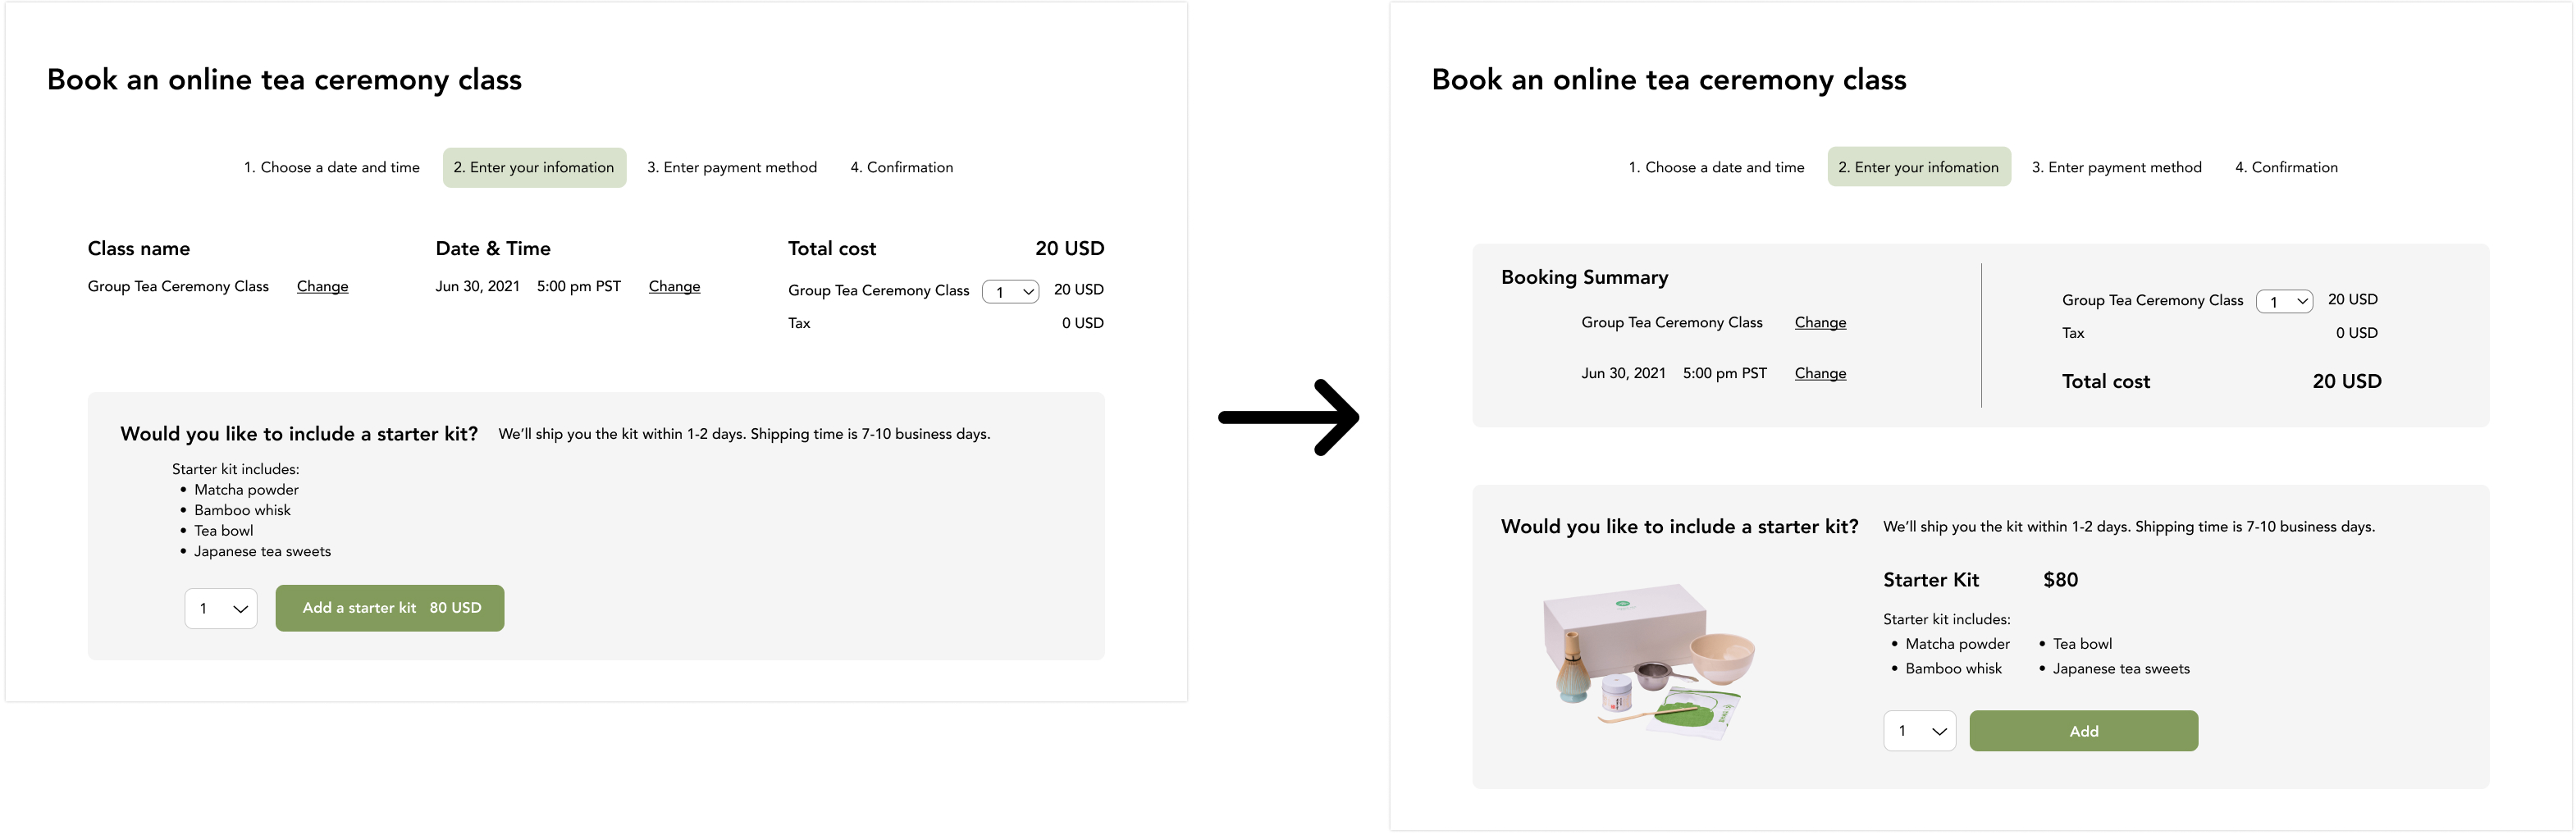 Book an online tea ceremony class
1. Choose a date and time 2. Enter your infomation 3. Enter payment method 4. Confirmation
Class name Date & Time Total cost 20 USD
Group Tea Ceremony Class Change Jun 30, 2021 5:00 pm PST Change Group Tea Ceremony Class 1 20 USD
Tax 0 USD
Would you like to include a starter kit? We'll ship you the kit within 1-2 days. Shipping time is 7-10 business days.
Starter kit includes:
• Matcha powder
• Bamboo whisk
• Tea bowl
• Japanese tea sweets
1 Add a starter kit 80 USD
Book an online tea ceremony class
1. Choose a date and time 2. Enter your infomation 3. Enter payment method 4. Confirmation
Booking Summary
Group Tea Ceremony Class Change
Jun 30, 2021 5:00 pm PST Change
Group Tea Ceremony Class 1 20 USD
Tax 0 USD
Total cost 20 USD
Would you like to include a starter kit? We'll ship you the kit within 1-2 days. Shipping time is 7-10 business days.
Starter Kit $80
Starter kit includes:
• Matcha powder • Tea bowl
• Bamboo whisk • Japanese tea sweets
1 Add